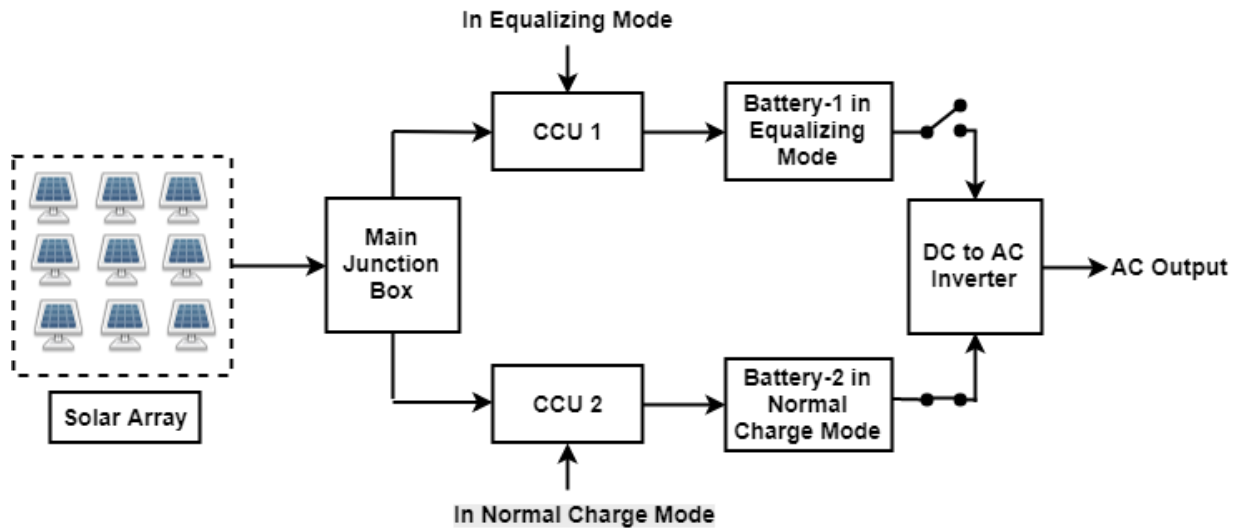 In Equalizing Mode
CCU 1
Battery-1 in
Equalizing
Mode
Main
Junction
Box
DC to AC
Inverter
AC Output
Solar Array
CCU 2
Battery-2 in
Normal
Charge Mode
In Normal Charge Mode